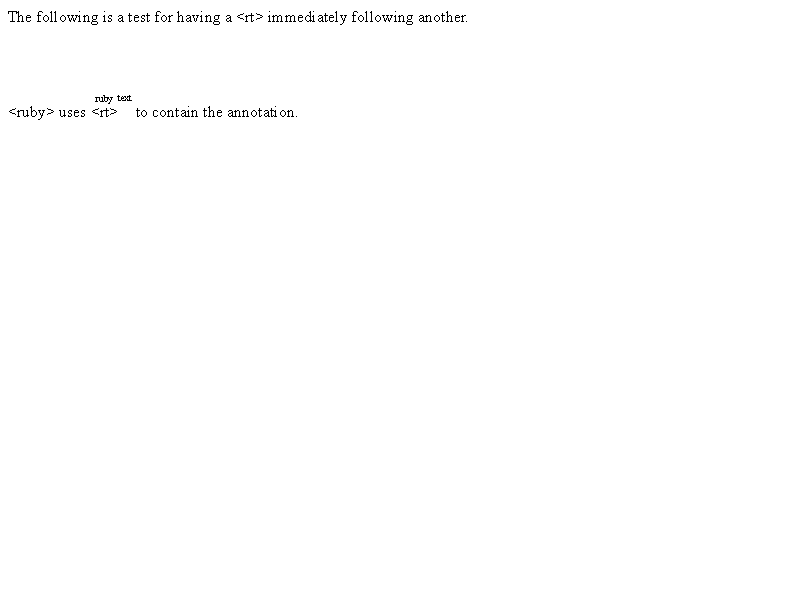 The following is a test for having a <rt> immediately following another.
ruby text
<ruby> uses <rt> to contain the annotation.